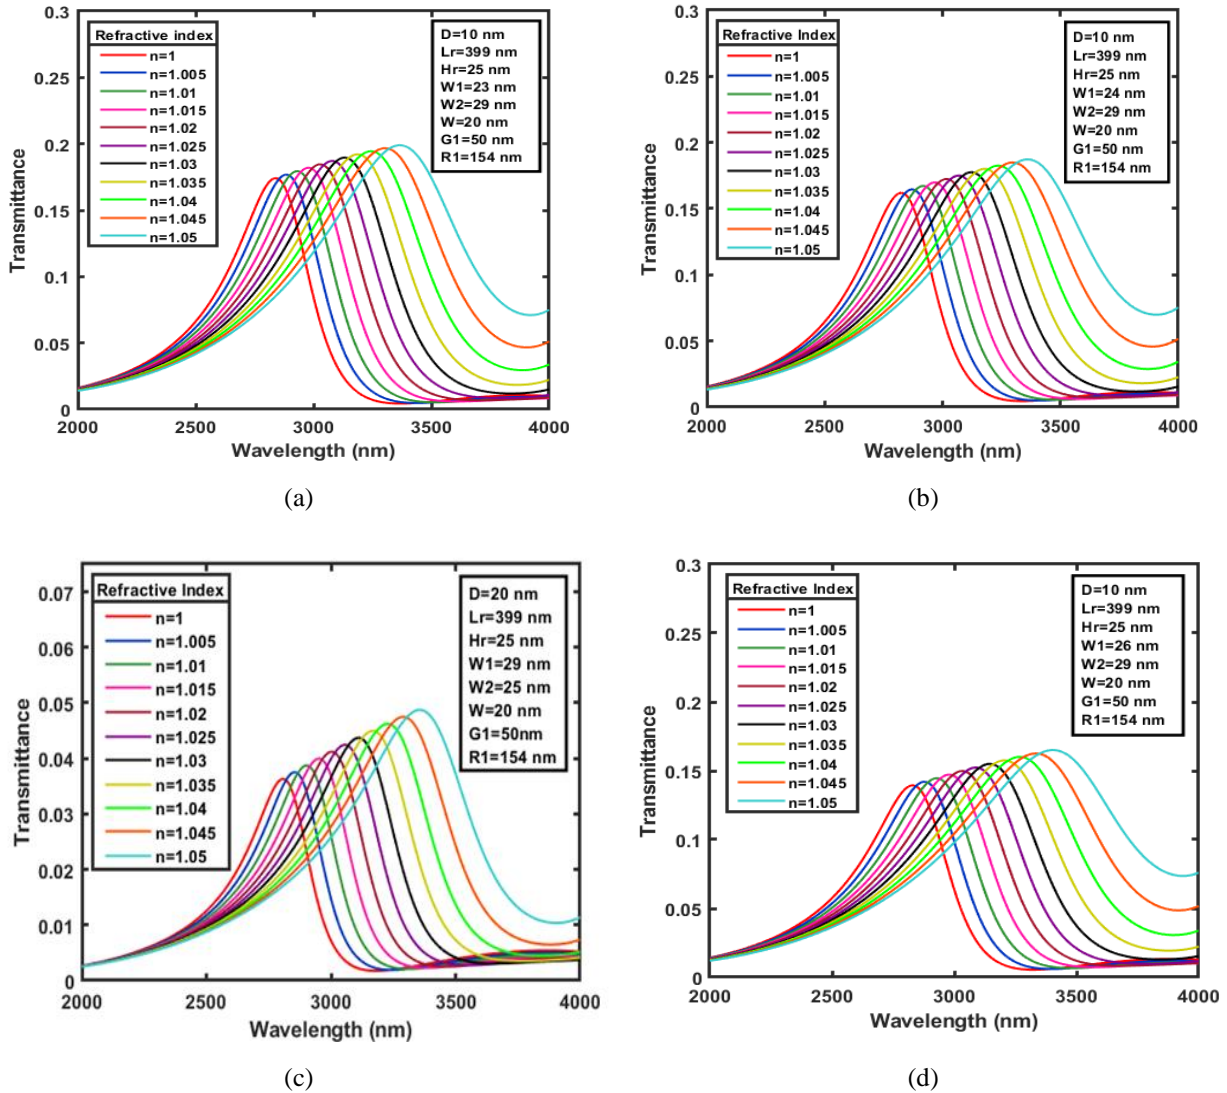 0.3
0.25
0.2
0.15
0.1
0.05
0
Transmittance
Refractive index
n=1
n=1.005
n=1.01
n=1.015
n=1.02
n=1.025
n=1.03
n=1.035
n=1.04
n=1.045
n=1.05
D=10 nm
Lr=399 nm
Hr=25 nm
W1=23 nm
W2=29 nm
W=20 nm
G1=50 nm
R1=154 nm
2000 2500 3000 3500 4000
Wavelength (nm)
(a)
0.3
0.25
0.2
0.15
0.1
0.05
0
Transmittance
Refractive Index
n=1
n=1.005
n=1.01
n=1.015
n=1.02
n=1.025
n=1.03
n=1.035
n=1.04
n=1.045
n=1.05
D=10 nm
Lr=399 nm
Hr=25 nm
W1=24 nm
W2=29 nm
W=20 nm
G1=50 nm
R1=154 nm
2000 2500 3000 3500 4000
Wavelength (nm)
(b)
0.07
0.06
0.05
0.04
0.03
0.02
0.01
0
Transmittance
Refractive Index
n=1
n=1.005
n=1.01
n=1.015
n=1.02
n=1.025
n=1.03
n=1.035
n=1.04
n=1.045
n=1.05
D=20 nm
Lr=399 nm
Hr=25 nm
W1=29 nm
W2=25 nm
W=20 nm
G1=50nm
R1=154 nm
2000 2500 3000 3500 4000
Wavelength (nm)
(c)
0.3
0.25
0.2
0.15
0.1
0.05
0
Transmittance
Refractive Index
n=1
n=1.005
n=1.01
n=1.015
n=1.02
n=1.025
n=1.03
n=1.035
n=1.04
n=1.045
n=1.05
D=10 nm
Lr=399 nm
Hr=25 nm
W1=26 nm
W2=29 nm
W=20 nm
G1=50 nm
R1=154 nm
2000 2500 3000 3500 4000
Wavelength (nm)
(d)